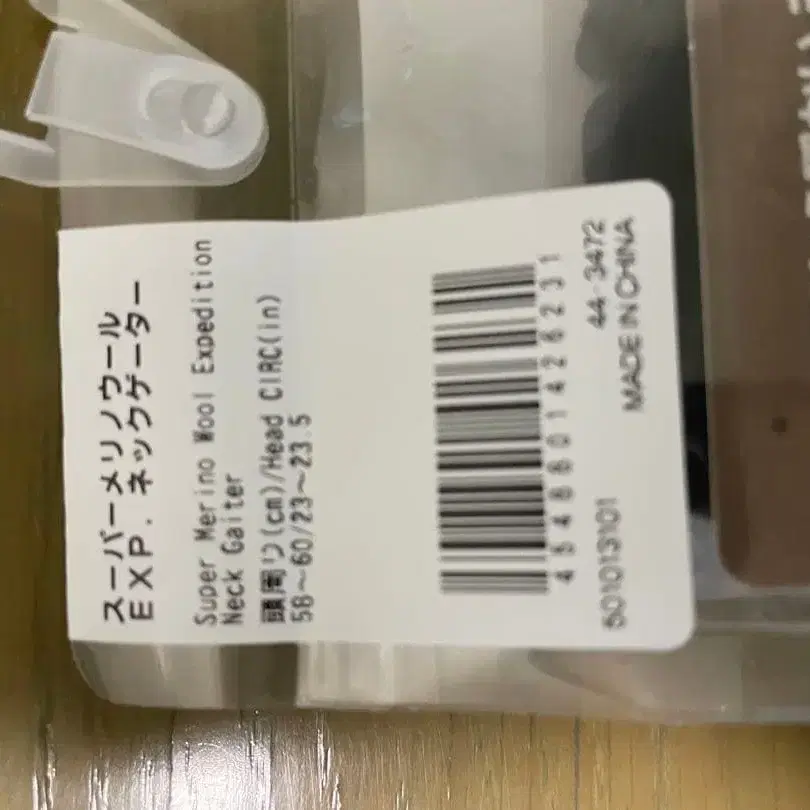 スーパーメリノウール
EXP. ネックゲーター
Super Merino Wool Expedition
Neck Gaiter
頭周り(cm)/Head CIRC(in)
58～60/23～23.5
4548801426231
501013101
44-3472
MADE IN CHINA